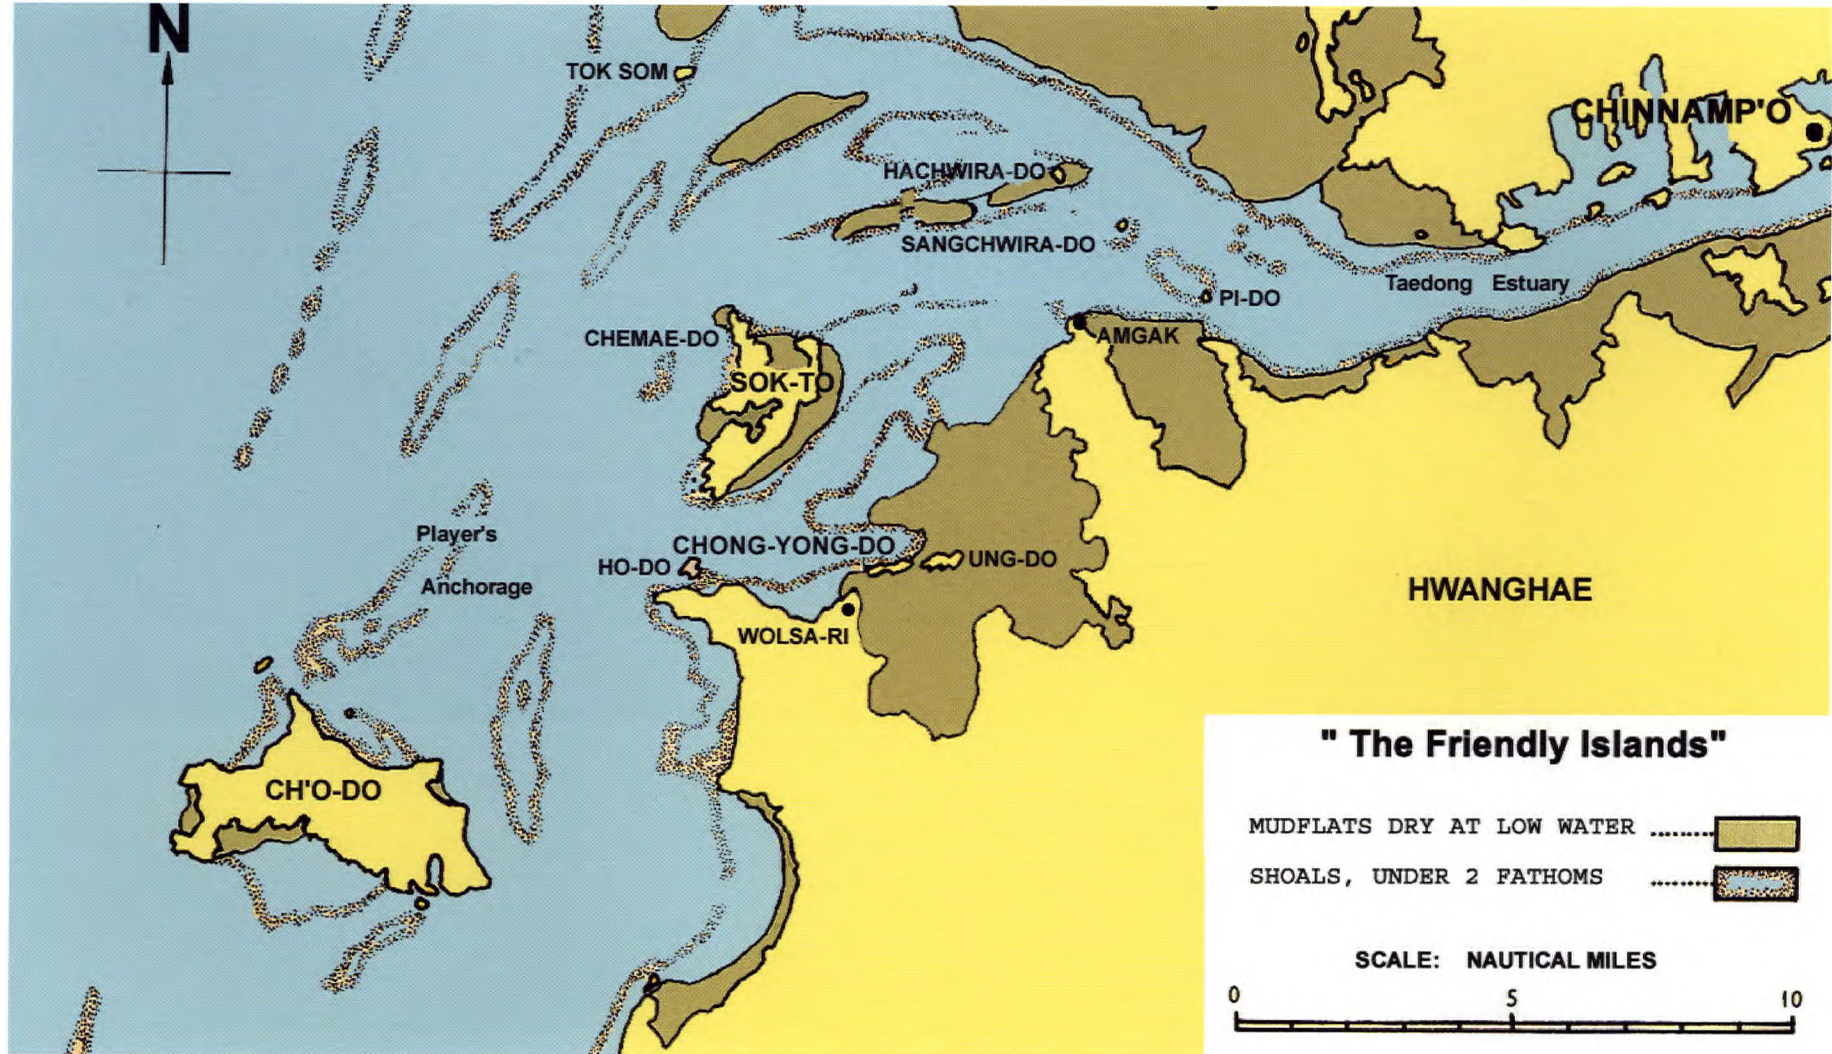 N
TOK SOM
CHINNAMP'O
HACHWIRA-DO
SANGCHWIRA-DO
Taedong Estuary
PI-DO
CHEMAE-DO
AMGAK
SOK-TO
Player's
Anchorage
CHONG-YONG-DO
HO-DO
UNG-DO
HWANGHAE
WOLSA-RI
CH'O-DO
" The Friendly Islands"
MUDFLATS DRY AT LOW WATER ........
SHOALS, UNDER 2 FATHOMS ........
SCALE: NAUTICAL MILES
0 5 10